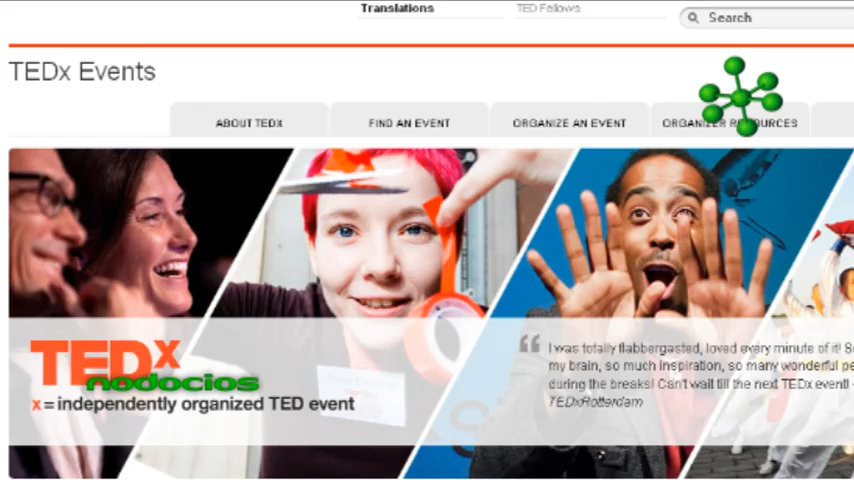 Translations
TED Fellows
Search
TEDx Events
ABOUT TEDX
FIND AN EVENT
ORGANIZE AN EVENT
ORGANIZER RESOURCES
TEDx
nodocios
x=independently organized TED event
“ I was totally flabbergasted, loved every minute of it!
my brain, so much inspiration, so many wonderful
during the breaks! Can't wait till the next TEDx event! -
TEDxRotterdam